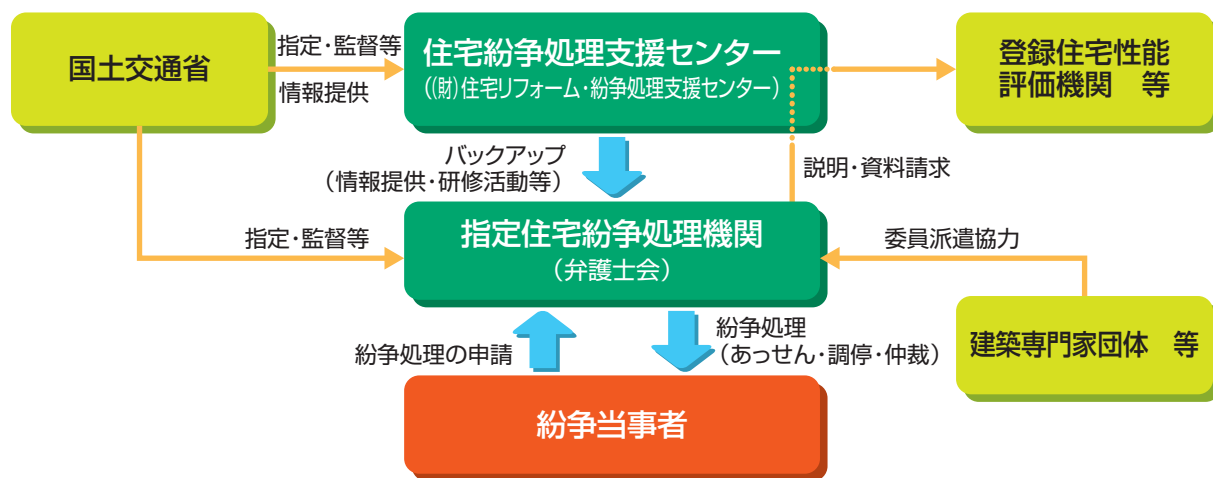 国土交通省
指定・監督等
情報提供
住宅紛争処理支援センター
((財)住宅リフォーム・紛争処理支援センター)
登録住宅性能
評価機関　等
バックアップ
(情報提供・研修活動等)
説明・資料請求
指定・監督等
指定住宅紛争処理機関
(弁護士会)
委員派遣協力
紛争処理の申請
紛争処理
(あっせん・調停・仲裁)
建築専門家団体　等
紛争当事者